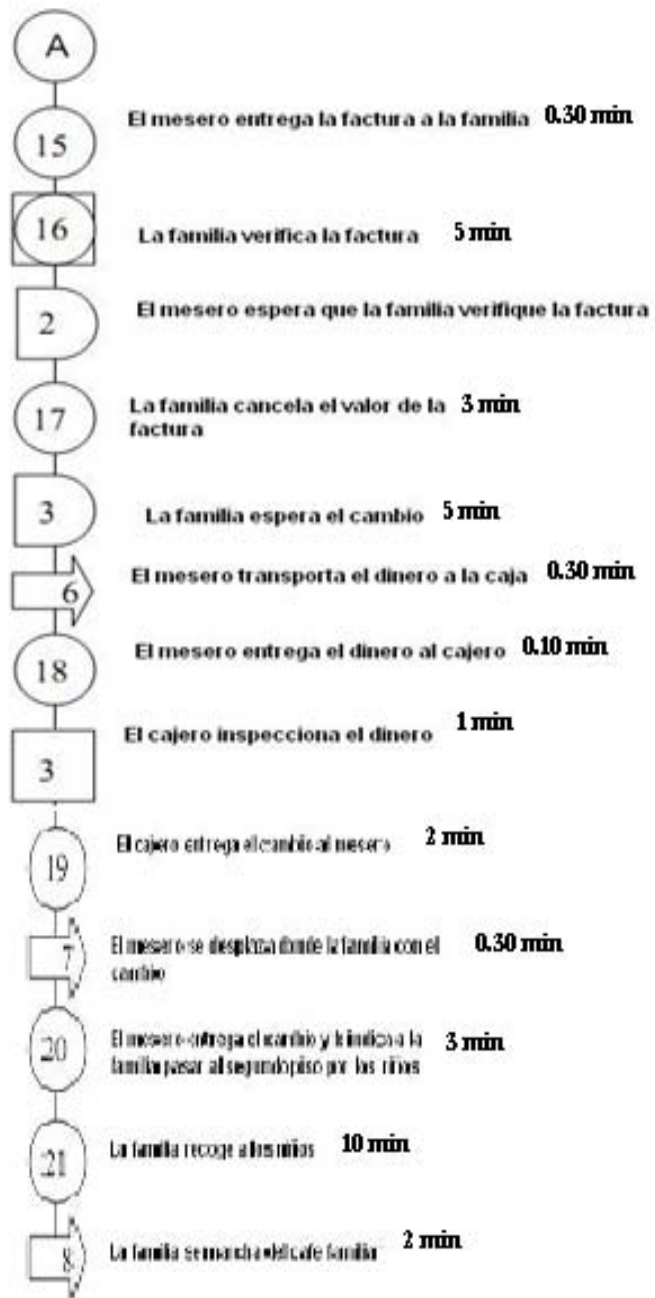 A
15 El mesero entrega la factura a la familia 0.30 min
16 La familia verifica la factura 5 min
2 El mesero espera que la familia verifique la factura
17 La familia cancela el valor de la 3 min
factura
3 La familia espera el cambio 5 min
6 El mesero transporta el dinero a la caja 0.30 min
18 El mesero entrega el dinero al cajero 0.10 min
3 El cajero inspecciona el dinero 1 min
19 El cajero entrega el cambio al mesero 2 min
7 El mesero se desplaza donde la familia con el 0.30 min
cambio
20 El mesero entrega el cambio y le indica a la 3 min
familia pasar al segundo piso por los niños
21 La familia recoge a los niños 10 min
8 La familia se marcha del cafe familia 2 min